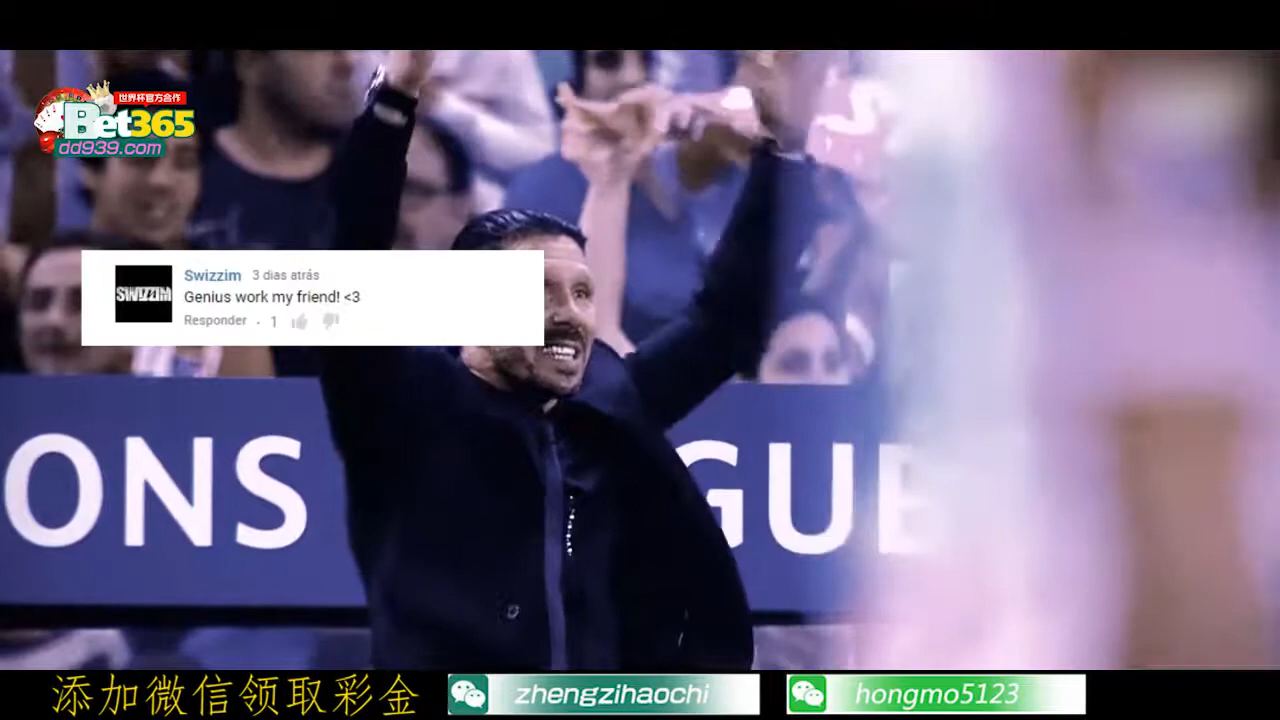 世界杯官方合作
Bet365
dd939.com
SWIZZIM
Swizzim 3 dias atrás
Genius work my friend! <3
Responder . 1
ONS GUE
添加微信领取彩金 zhengzihaochi hongmo5123